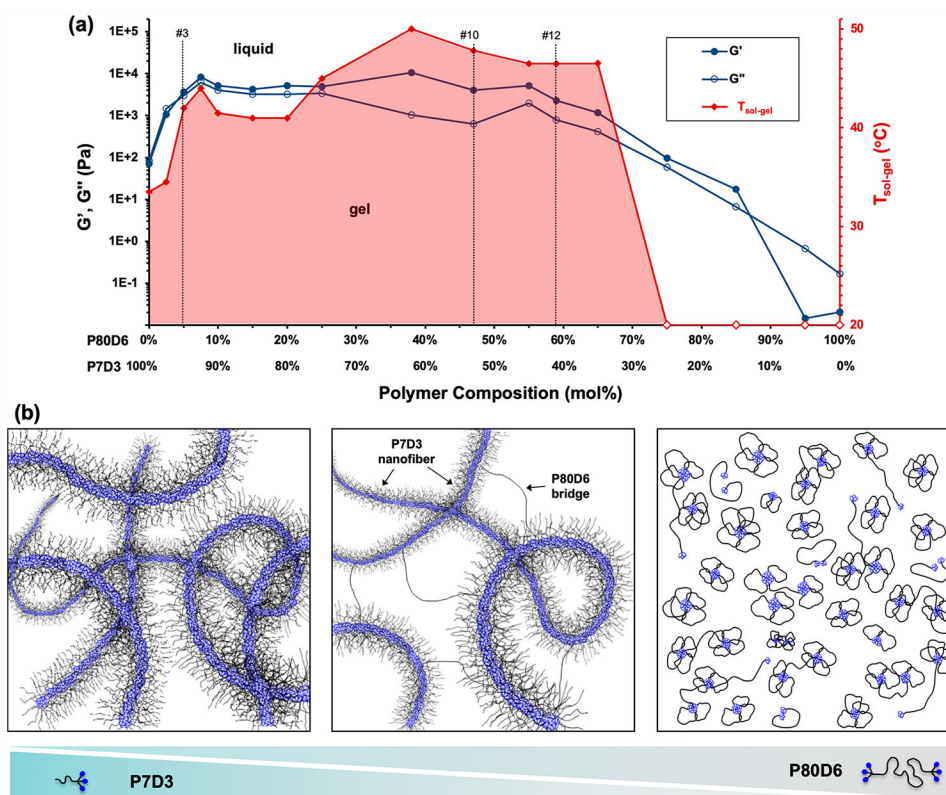 (a)
#3
#10
#12
liquid
gel
G'
G"
Tsol-gel
G', G" (Pa)
1E+5
1E+4
1E+3
1E+2
1E+1
1E+0
1E-1
50
40
30
20
Tsol-gel (oC)
P80D6 0% 10% 20% 30% 40% 50% 60% 70% 80% 90% 100%
P7D3 100% 90% 80% 70% 60% 50% 40% 30% 20% 10% 0%
Polymer Composition (mol%)
(b)
P7D3
nanofiber
P80D6
bridge
P7D3
P80D6